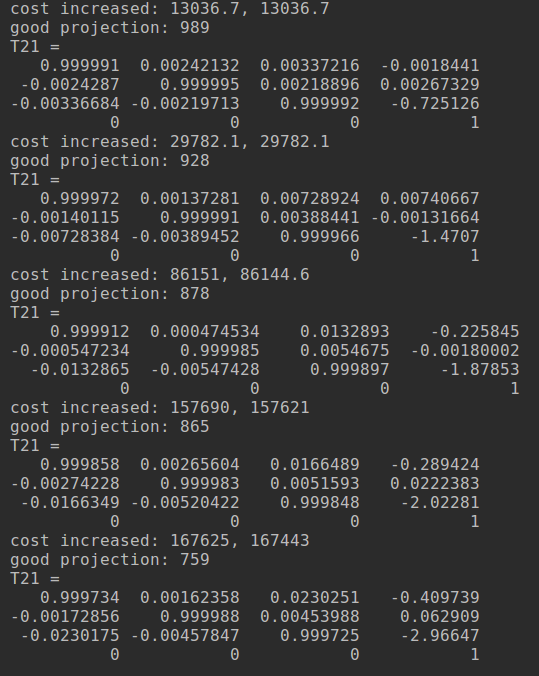 cost increased: 13036.7, 13036.7
good projection: 989
T21 =
   0.999991  0.00242132  0.00337216  -0.0018441
 -0.0024287    0.999995  0.00218896  0.00267329
-0.00336684 -0.00219713    0.999992   -0.725126
          0           0           0           1
cost increased: 29782.1, 29782.1
good projection: 928
T21 =
   0.999972  0.00137281  0.00728924  0.00740667
-0.00140115    0.999991  0.00388441 -0.00131664
-0.00728384 -0.00389452    0.999966     -1.4707
          0           0           0           1
cost increased: 86151, 86144.6
good projection: 878
T21 =
    0.999912  0.000474534    0.0132893    -0.225845
-0.000547234     0.999985    0.0054675  -0.00180002
  -0.0132865  -0.00547428     0.999897     -1.87853
           0            0            0            1
cost increased: 157690, 157621
good projection: 865
T21 =
   0.999858  0.00265604   0.0166489   -0.289424
-0.00274228    0.999983   0.0051593   0.0222383
 -0.0166349 -0.00520422    0.999848    -2.02281
          0           0           0           1
cost increased: 167625, 167443
good projection: 759
T21 =
   0.999734  0.00162358   0.0230251   -0.409739
-0.00172856    0.999988  0.00453988    0.062909
 -0.0230175 -0.00457847    0.999725    -2.96647
          0           0           0           1